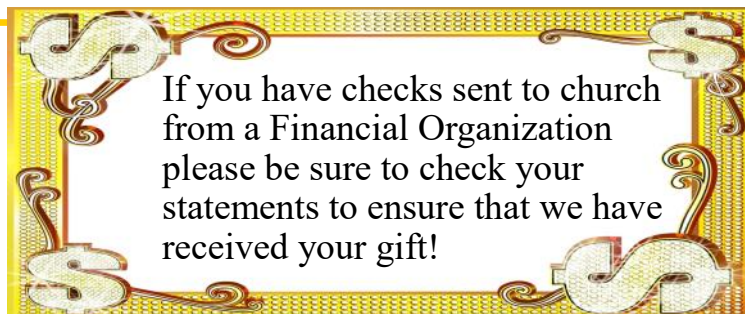 If you have checks sent to church
from a Financial Organization
please be sure to check your
statements to ensure that we have
received your gift!